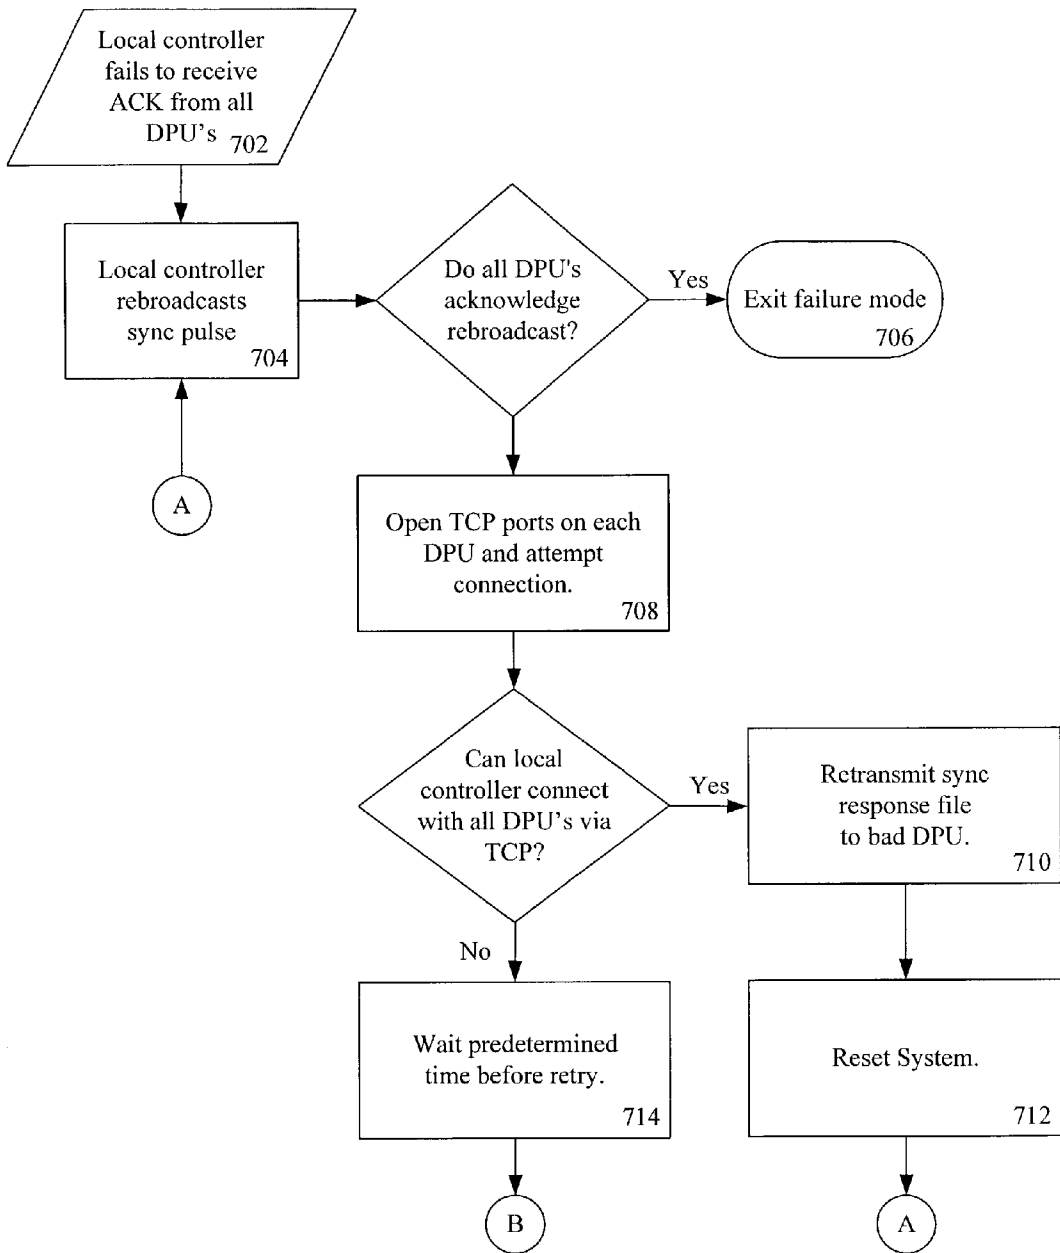 Local controller
fails to receive
ACK from all
DPU's
702
Local controller
rebroadcasts
sync pulse
704
Do all DPU's
acknowledge
rebroadcast?
Yes
Exit failure mode
706
A
Open TCP ports on each
DPU and attempt
connection.
708
Can local
controller connect
with all DPU's via
TCP?
Yes
Retransmit sync
response file
to bad DPU.
710
No
Wait predetermined
time before retry.
714
Reset System.
712
B
A